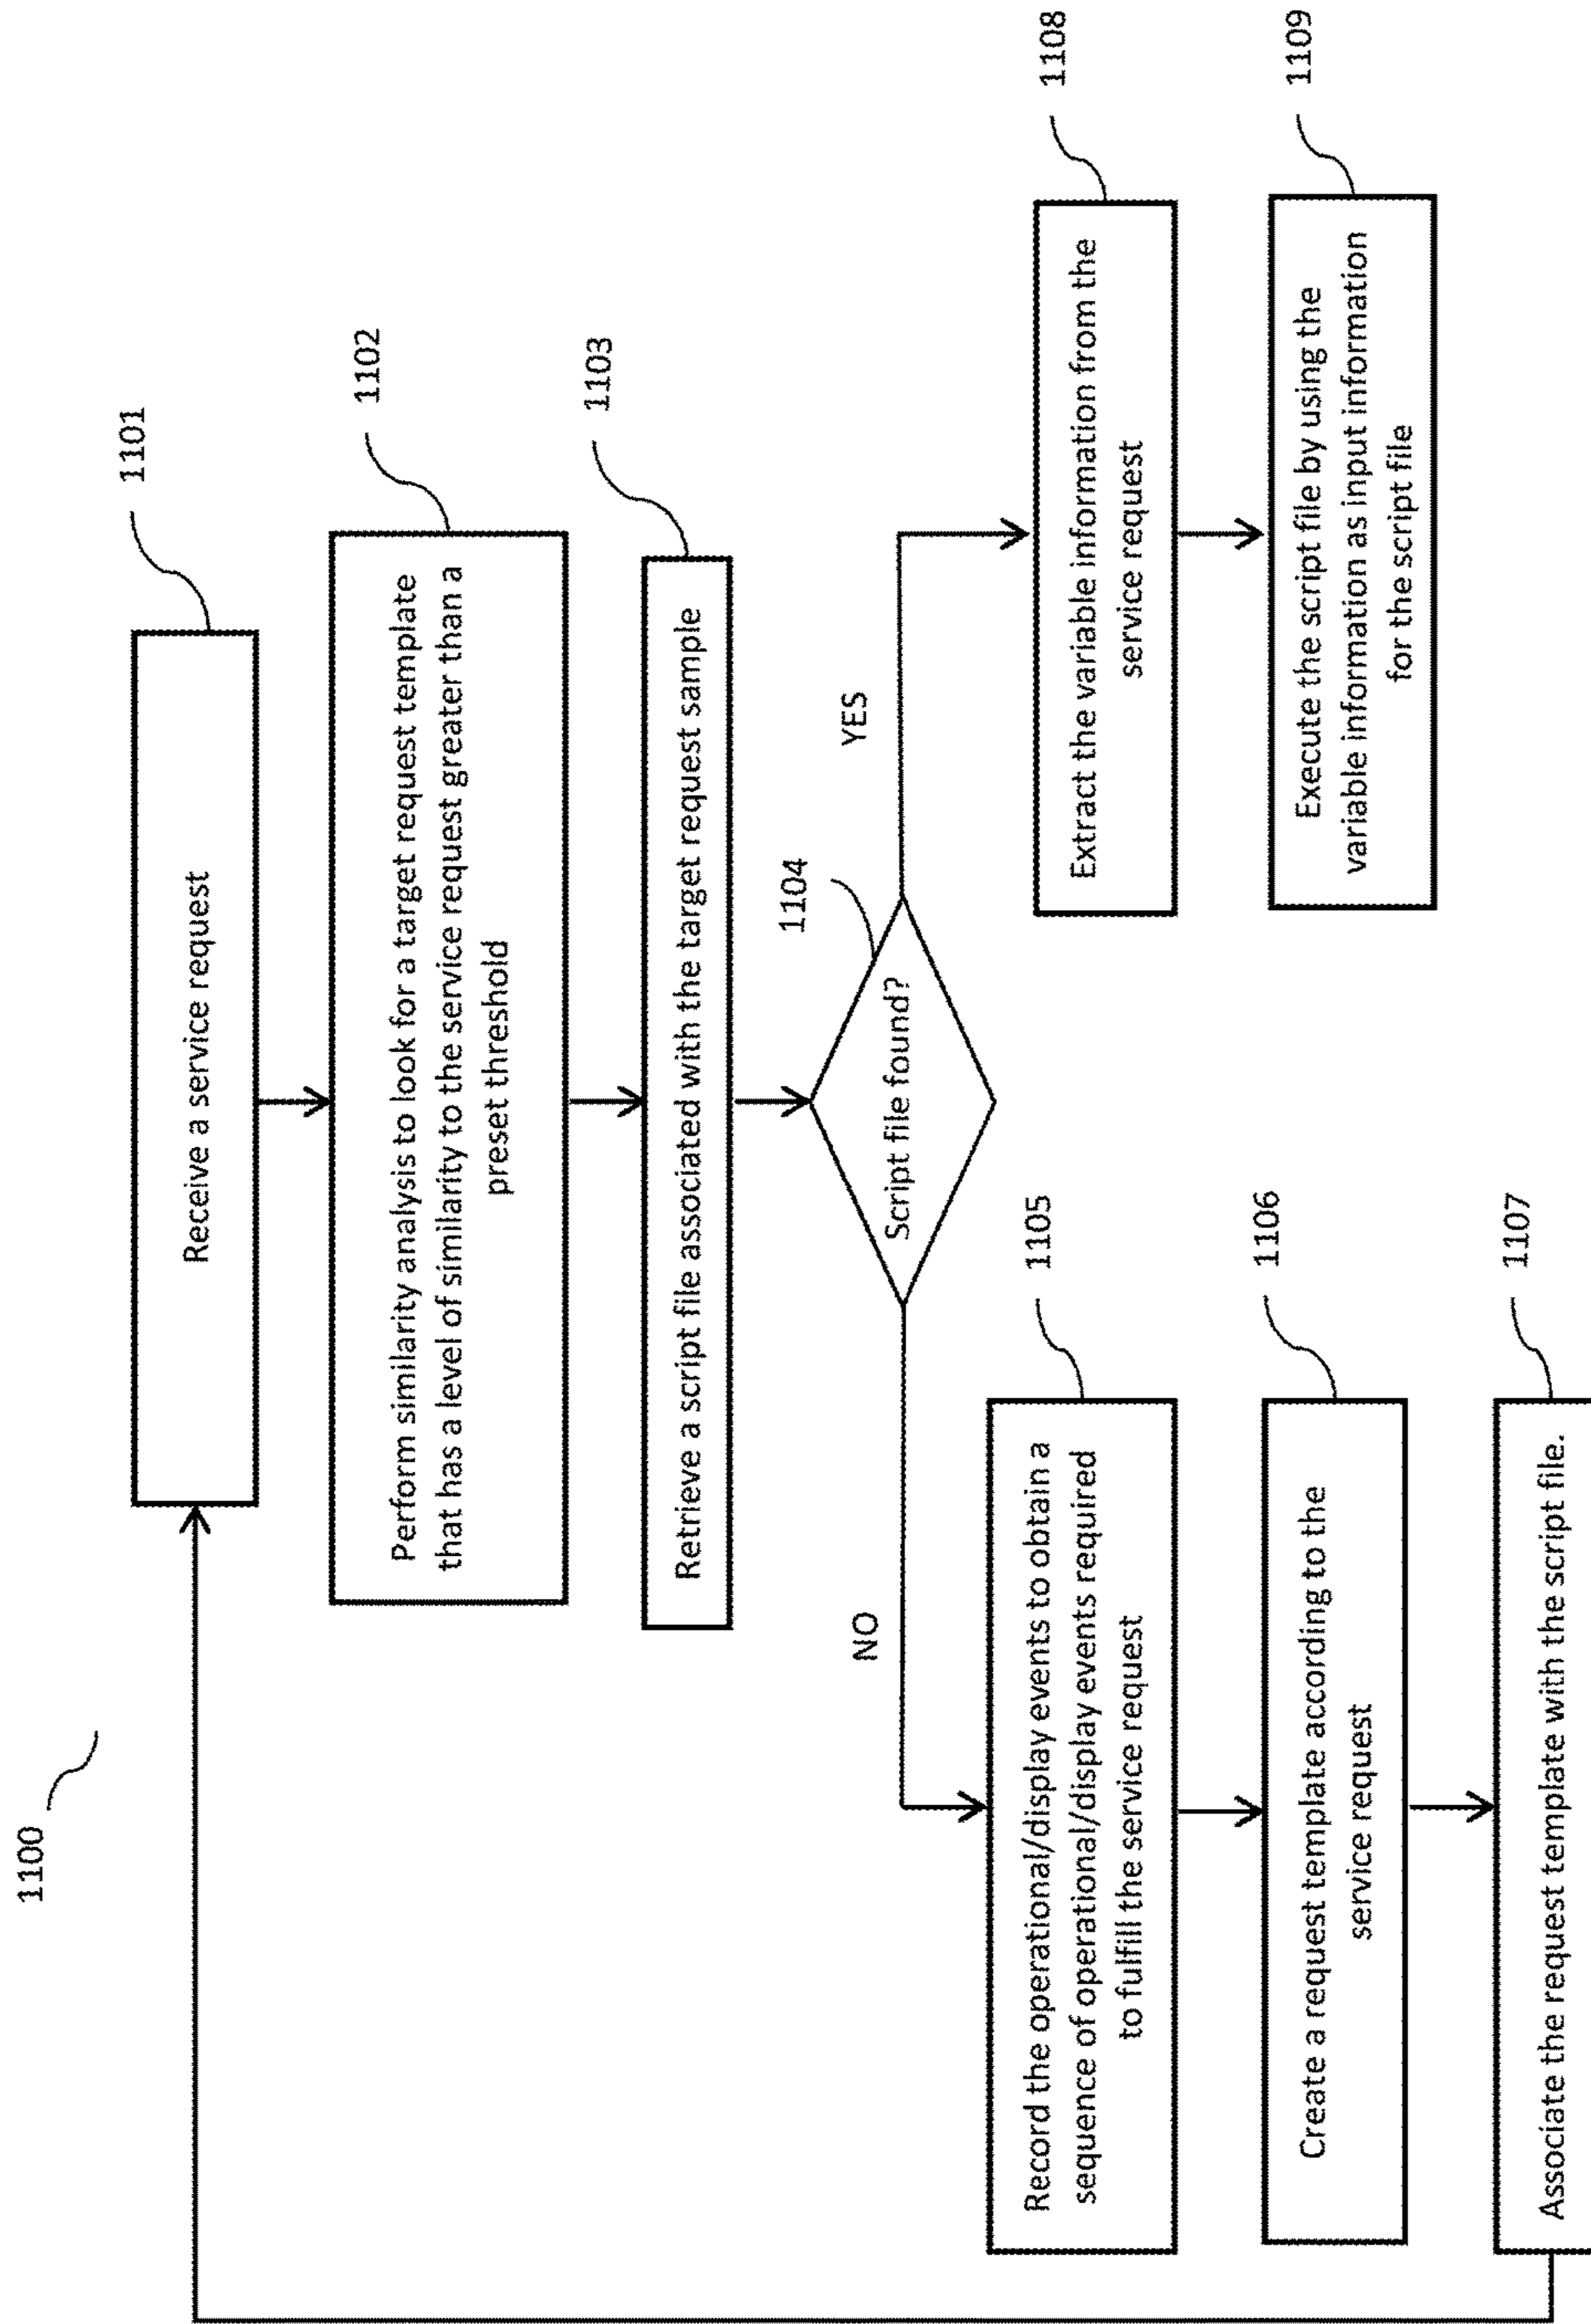 1100
1101
Receive a service request
1102
Perform similarity analysis to look for a target request template
that has a level of similarity to the service request greater than a
preset threshold
1103
Retrieve a script file associated with the target request sample
1104
Script file found?
NO
YES
1105
Record the operational/display events to obtain a
sequence of operational/display events required
to fulfill the service request
1106
Create a request template according to the
service request
1107
Associate the request template with the script file.
1108
Extract the variable information from the
service request
1109
Execute the script file by using the
variable information as input information
for the script file